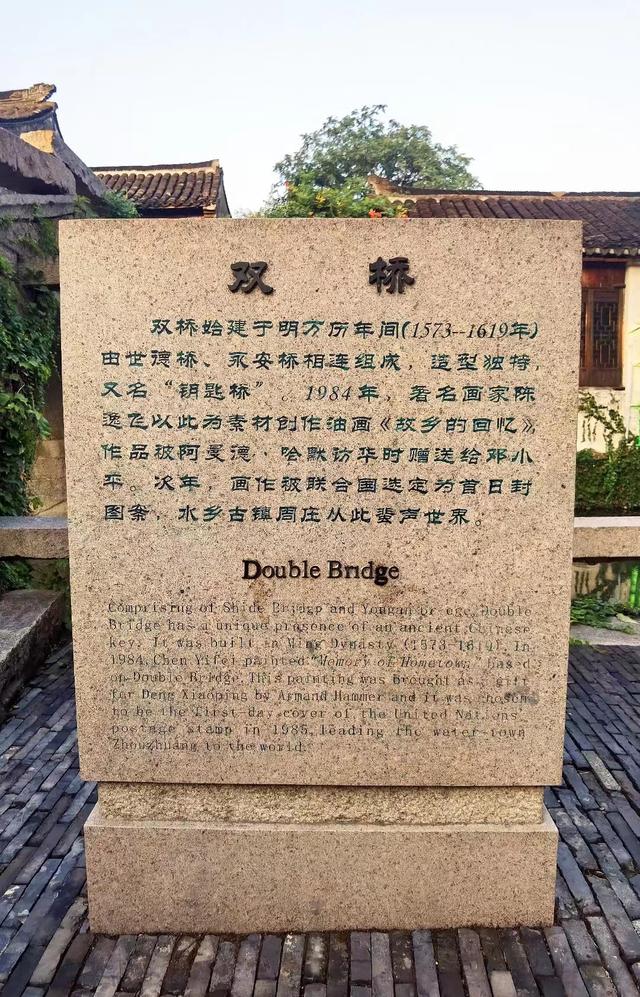 双桥
双桥始建于明万历年间(1573--1619年)
由世德桥、永安桥相连组成，造型独特，
又名“钥匙桥”。1984年，著名画家陈
逸飞以此为素材创作油画《故乡的回忆》，
作品被阿曼德·哈默访华时赠送给邓小
平。次年，画作被联合国选定为首日封
图案，水乡古镇周庄从此蜚声世界。
Double Bridge
Comprising of Shide Bridge and Yongan Double
Bridge has a unique presence of an ancient Chinese
key. It was built in Ming Dynasty (1573-1619). In
1984, Chen Yifei painted "Memory of Hometown," based
on Double Bridge. This painting was brought as gift
for Deng Xiaoping by Armand Hammer and it was chosen
to be the first-day cover of the United Nations'
postage stamp in 1985, leading the water-town
Zhouzhuang to the world.